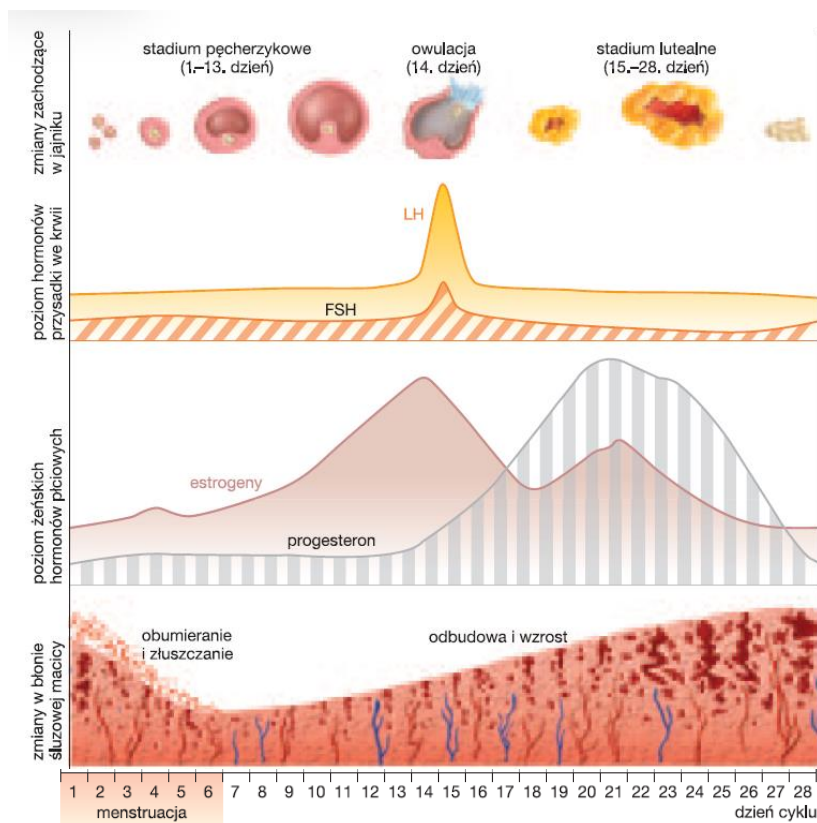 stadium pęcherzykowe
(1.–13. dzień)
owulacja
(14. dzień)
stadium lutealne
(15.–28. dzień)
zmiany zachodzące
w jajniku
LH
FSH
poziom hormonów
przysadki we krwi
estrogeny
progesteron
poziom żeńskich
hormonów płciowych
obumieranie
i złuszczanie
odbudowa i wzrost
zmiany w błonie
śluzowej macicy
1 2 3 4 5 6 7 8 9 10 11 12 13 14 15 16 17 18 19 20 21 22 23 24 25 26 27 28
menstruacja
dzień cyklu